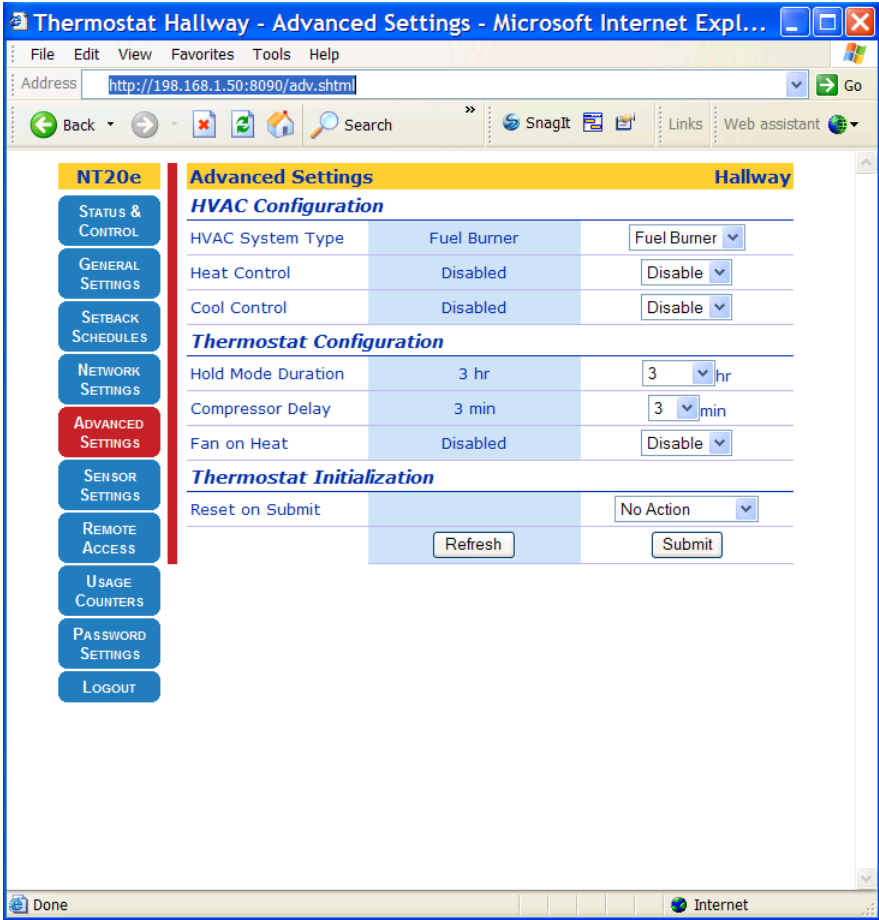 Thermostat Hallway - Advanced Settings - Microsoft Internet Expl...
File Edit View Favorites Tools Help
Address http://198.168.1.50:8090/adv.shtml Go
Back Search » SnagIt Links Web assistant
NT20e Advanced Settings Hallway
STATUS & CONTROL
GENERAL SETTINGS
SETBACK SCHEDULES
NETWORK SETTINGS
ADVANCED SETTINGS
SENSOR SETTINGS
REMOTE ACCESS
USAGE COUNTERS
PASSWORD SETTINGS
LOGOUT
HVAC Configuration
HVAC System Type Fuel Burner Fuel Burner
Heat Control Disabled Disable
Cool Control Disabled Disable
Thermostat Configuration
Hold Mode Duration 3 hr 3 hr
Compressor Delay 3 min 3 min
Fan on Heat Disabled Disable
Thermostat Initialization
Reset on Submit No Action
Refresh Submit
Done Internet